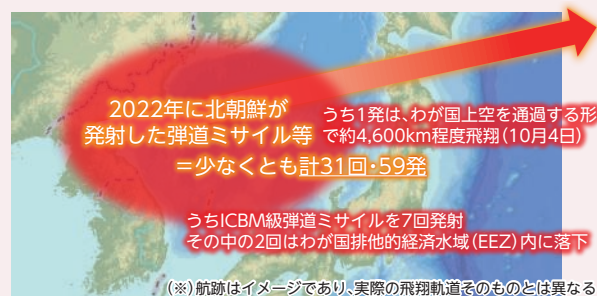 2022年に北朝鮮が
発射した弾道ミサイル等
＝少なくとも計31回・59発
うち1発は、わが国上空を通過する形
で約4,600km程度飛翔（10月4日）
うちICBM級弾道ミサイルを7回発射
その中の2回はわが国排他的経済水域（EEZ）内に落下
（※）航跡はイメージであり、実際の飛翔軌道そのものとは異なる